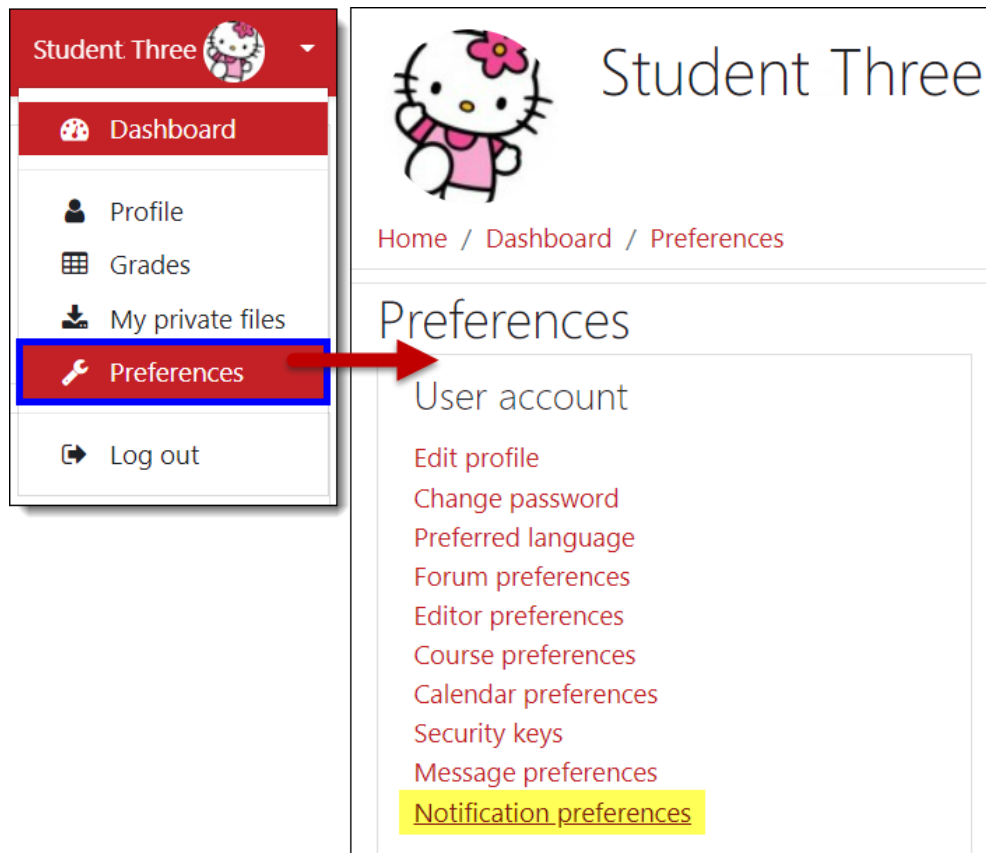 Student Three
Dashboard
Profile
Grades
My private files
Preferences
Log out
Student Three
Home / Dashboard / Preferences
Preferences
User account
Edit profile
Change password
Preferred language
Forum preferences
Editor preferences
Course preferences
Calendar preferences
Security keys
Message preferences
Notification preferences